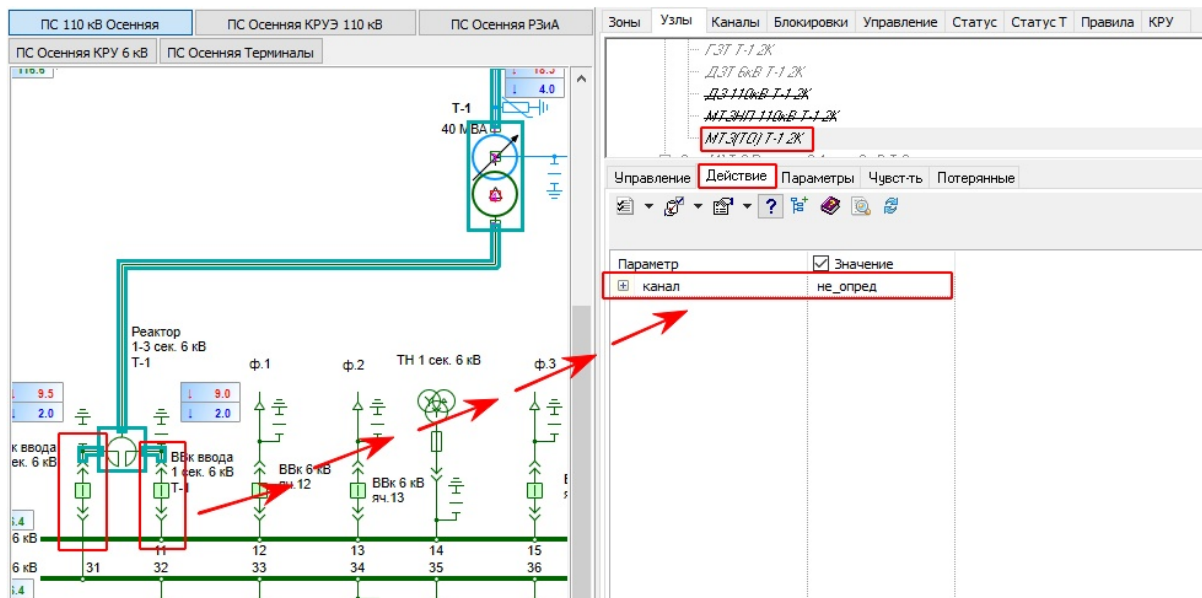 ПС 110 кВ Осенняя
ПС Осенняя КРУЭ 110 кВ
ПС Осенняя РЗиА
ПС Осенняя КРУ 6 кВ
ПС Осенняя Терминалы
116.6
18.5
4.0
Т-1
40 МВА
Реактор
1-3 сек. 6 кВ
Т-1
ф.1
ф.2
ТН 1 сек. 6 кВ
ф.3
9.5
2.0
9.0
2.0
к ввода
ек. 6 кВ
ВВк ввода
1 сек. 6 кВ
Т-1
ВВк 6 кВ
яч.12
ВВк 6 кВ
яч.13
6 кВ
11
12
13
14
15
6 кВ
31
32
33
34
35
36
Зоны
Узлы
Каналы
Блокировки
Управление
Статус
Статус Т
Правила
КРУ
ГЗТ Т-1 2К
ДЗТ 6кВ Т-1 2К
ДЗ 110кВ Т-1 2К
МТЗНП 110кВ Т-1 2К
МТЗ(ТО) Т-1 2К
Управление
Действие
Параметры
Чувст-ть
Потерянные
Параметр
Значение
канал
не_опред